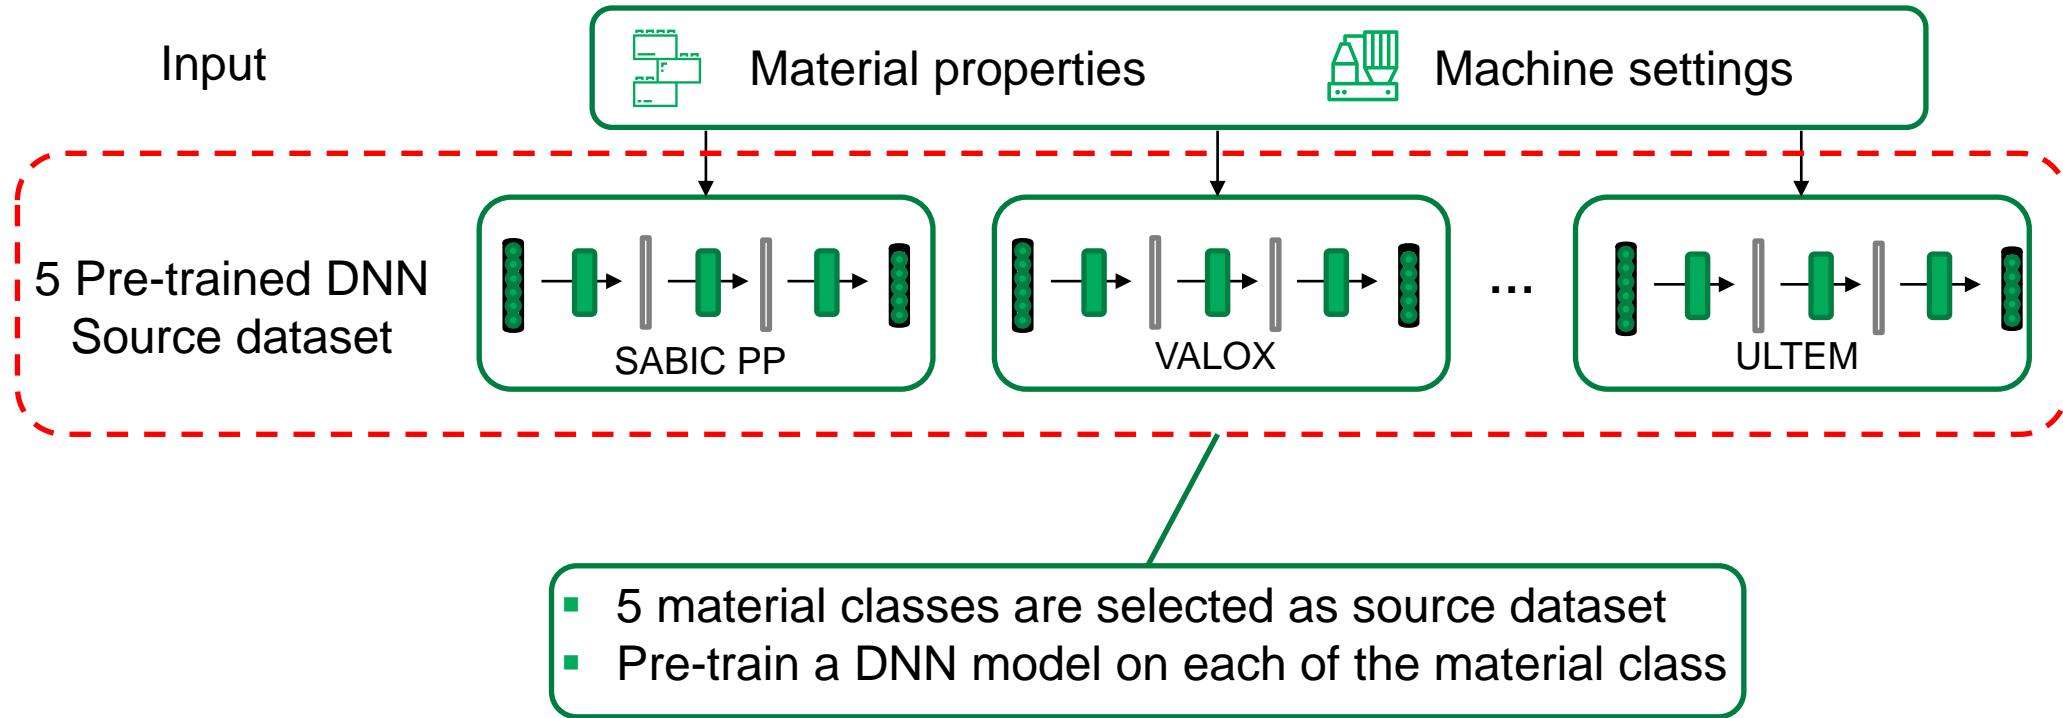 Input
Material properties
Machine settings
5 Pre-trained DNN
Source dataset
SABIC PP
VALOX
...
ULTEM
▪ 5 material classes are selected as source dataset
▪ Pre-train a DNN model on each of the material class